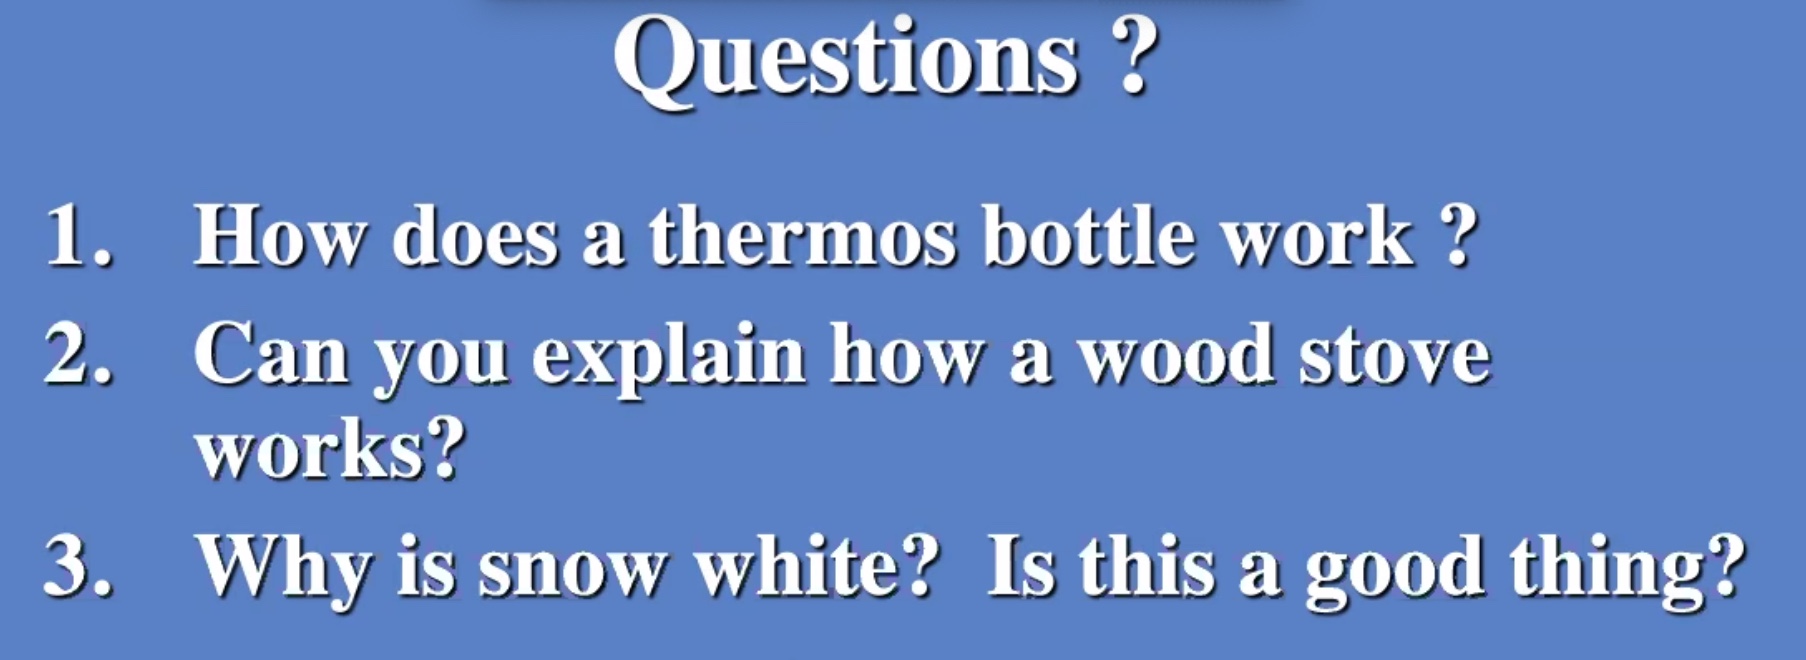 Questions ?
1. How does a thermos bottle work ?
2. Can you explain how a wood stove
works?
3. Why is snow white?  Is this a good thing?